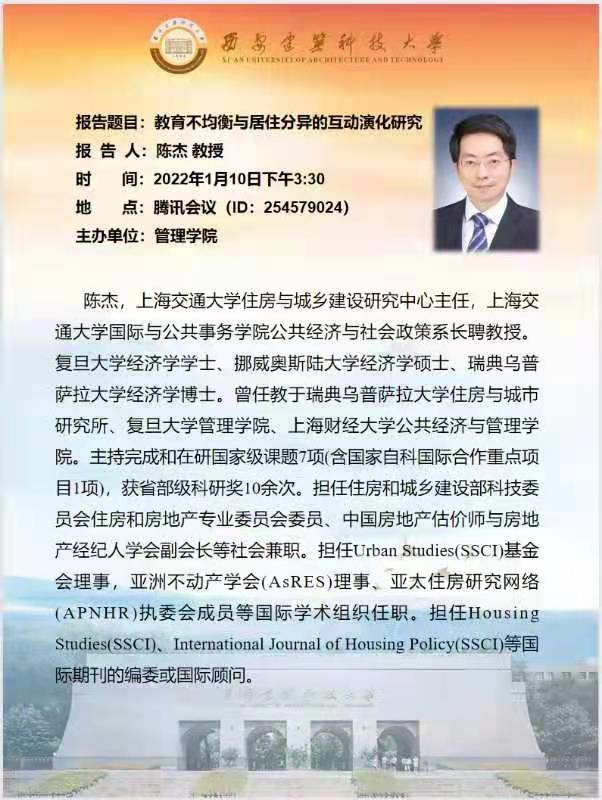 西安建筑科技大学
XI'AN UNIVERSITY OF ARCHITECTURE AND TECHNOLOGY
报告题目：教育不均衡与居住分异的互动演化研究
报 告 人：陈杰 教授
时 间：2022年1月10日下午3:30
地 点：腾讯会议（ID：254579024）
主办单位：管理学院
陈杰，上海交通大学住房与城乡建设研究中心主任，上海交
通大学国际与公共事务学院公共经济与社会政策系长聘教授。
复旦大学经济学学士、挪威奥斯陆大学经济学硕士、瑞典乌普
萨拉大学经济学博士。曾任教于瑞典乌普萨拉大学住房与城市
研究所、复旦大学管理学院、上海财经大学公共经济与管理学
院。主持完成和在研国家级课题7项(含国家自科国际合作重点项
目1项)，获省部级科研奖10余次。担任住房和城乡建设部科技委
员会住房和房地产专业委员会委员、中国房地产估价师与房地
产经纪人学会副会长等社会兼职。担任Urban Studies(SSCI)基金
会理事，亚洲不动产学会(AsRES)理事、亚太住房研究网络
(APNHR)执委会成员等国际学术组织任职。担任Housing
Studies(SSCI)、International Journal of Housing Policy(SSCI)等国
际期刊的编委或国际顾问。
西安建筑科技大学